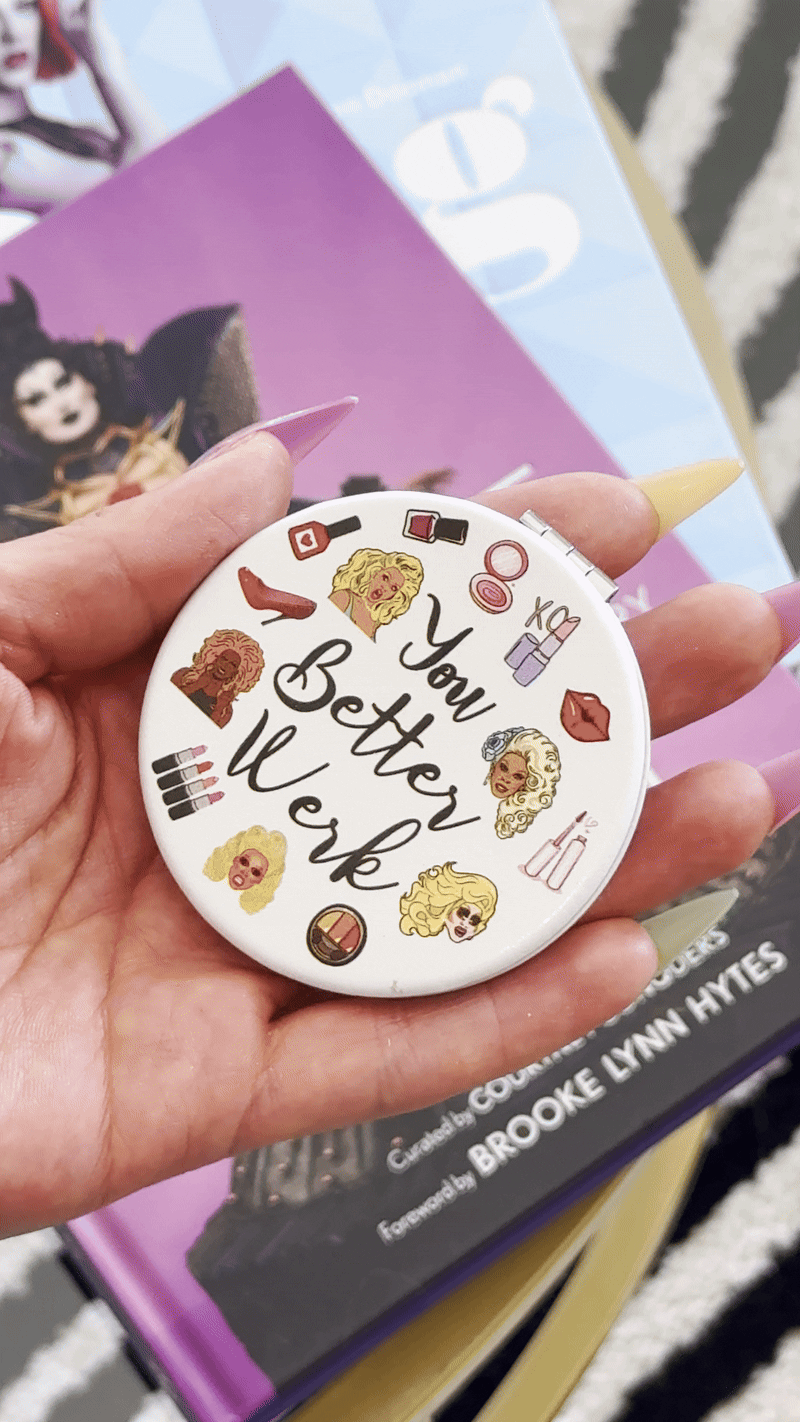 g
You
Better
Werk
XO
Curated by
Foreword by BROOKE LYNN HYTES